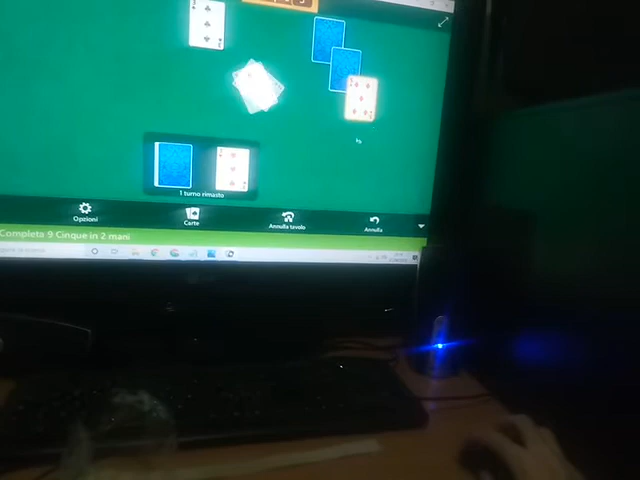 1 turno rimasto
Opzioni
Carte
Annulla tavolo
Annulla
Completa 9 Cinque in 2 mani